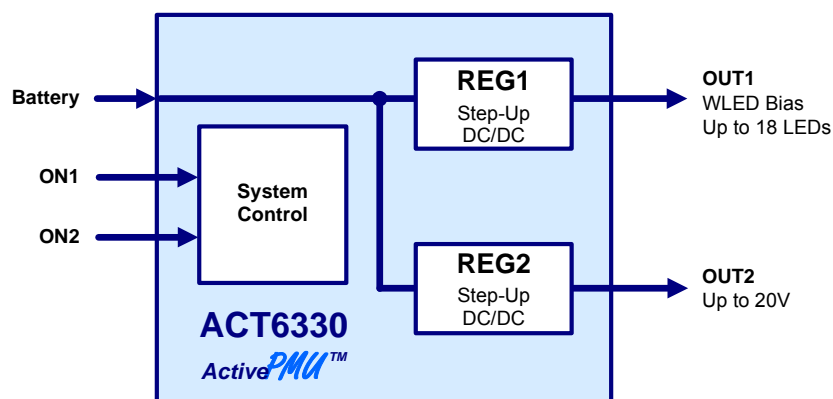 Battery
ON1
ON2
System
Control
REG1
Step-Up
DC/DC
OUT1
WLED Bias
Up to 18 LEDs
REG2
Step-Up
DC/DC
OUT2
Up to 20V
ACT6330
ActivePMU™